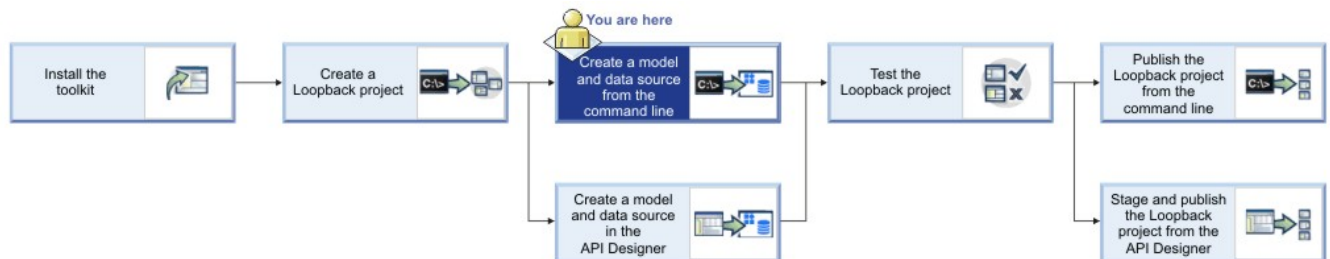 You are here
Install the
toolkit
Create a
Loopback project
C:\>
Create a model
and data source
from the
command line
C:\>
Create a model
and data source
in the
API Designer
Test the
Loopback project
Publish the
Loopback project
from the
command line
C:\>
Stage and publish
the Loopback
project from the
API Designer